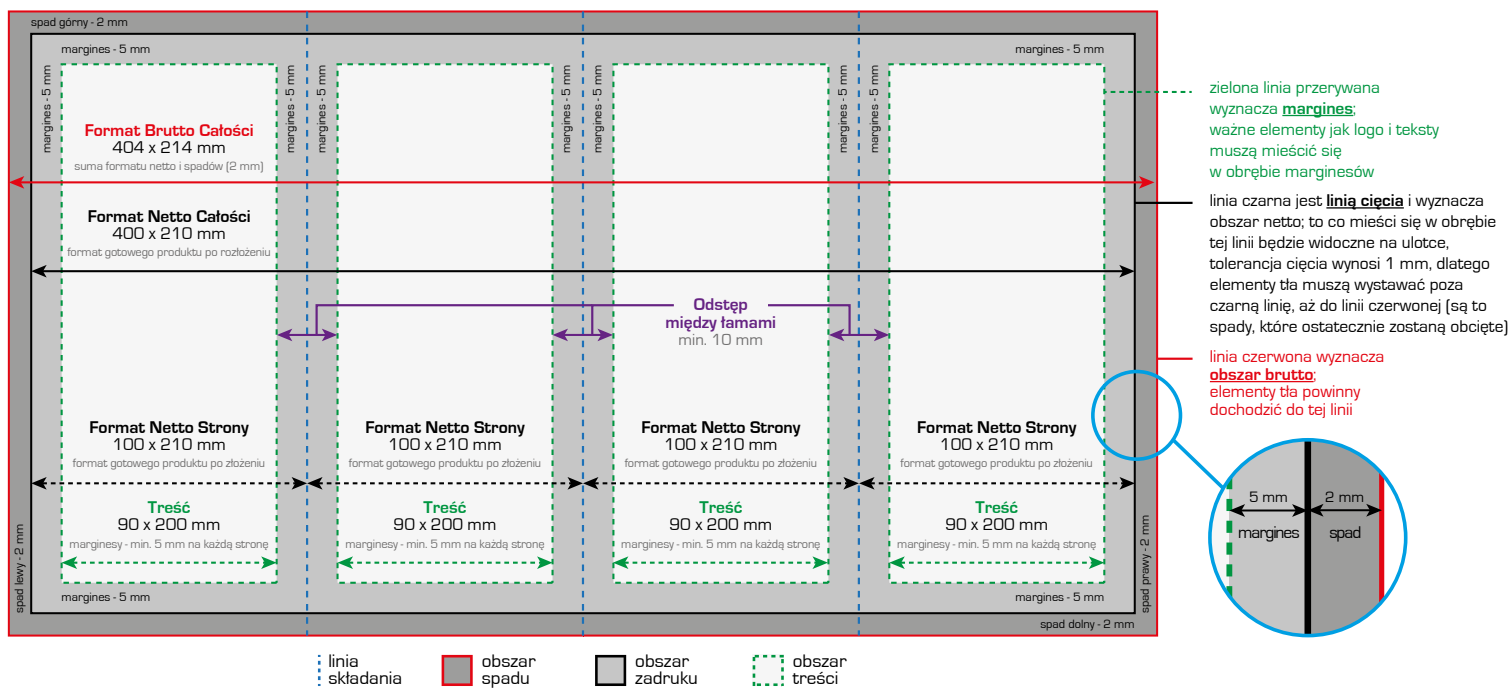 spad górny - 2 mm
margines - 5 mm
margines - 5 mm
margines - 5 mm
margines - 5 mm
margines - 5 mm
margines - 5 mm
margines - 5 mm
margines - 5 mm
margines - 5 mm
margines - 5 mm
Format Brutto Całości
404 x 214 mm
suma formatu netto i spadów (2 mm)
Format Netto Całości
400 x 210 mm
format gotowego produktu po rozłożeniu
Odstęp
między łamami
min. 10 mm
Format Netto Strony
100 x 210 mm
format gotowego produktu po złożeniu
Format Netto Strony
100 x 210 mm
format gotowego produktu po złożeniu
Format Netto Strony
100 x 210 mm
format gotowego produktu po złożeniu
Format Netto Strony
100 x 210 mm
format gotowego produktu po złożeniu
Treść
90 x 200 mm
marginesy - min. 5 mm na każdą stronę
Treść
90 x 200 mm
marginesy - min. 5 mm na każdą stronę
Treść
90 x 200 mm
marginesy - min. 5 mm na każdą stronę
Treść
90 x 200 mm
marginesy - min. 5 mm na każdą stronę
spad lewy - 2 mm
spad prawy - 2 mm
margines - 5 mm
margines - 5 mm
spad dolny - 2 mm
zielona linia przerywana
wyznacza margines;
ważne elementy jak logo i teksty
muszą mieścić się
w obrębie marginesów
linia czarna jest linią cięcia i wyznacza
obszar netto; to co mieści się w obrębie
tej linii będzie widoczne na ulotce,
tolerancja cięcia wynosi 1 mm, dlatego
elementy tła muszą wystawać poza
czarną linię, aż do linii czerwonej (są to
spady, które ostatecznie zostaną obcięte)
linia czerwona wyznacza
obszar brutto;
elementy tła powinny
dochodzić do tej linii
5 mm
margines
2 mm
spad
linia
składania
obszar
spadu
obszar
zadruku
obszar
treści